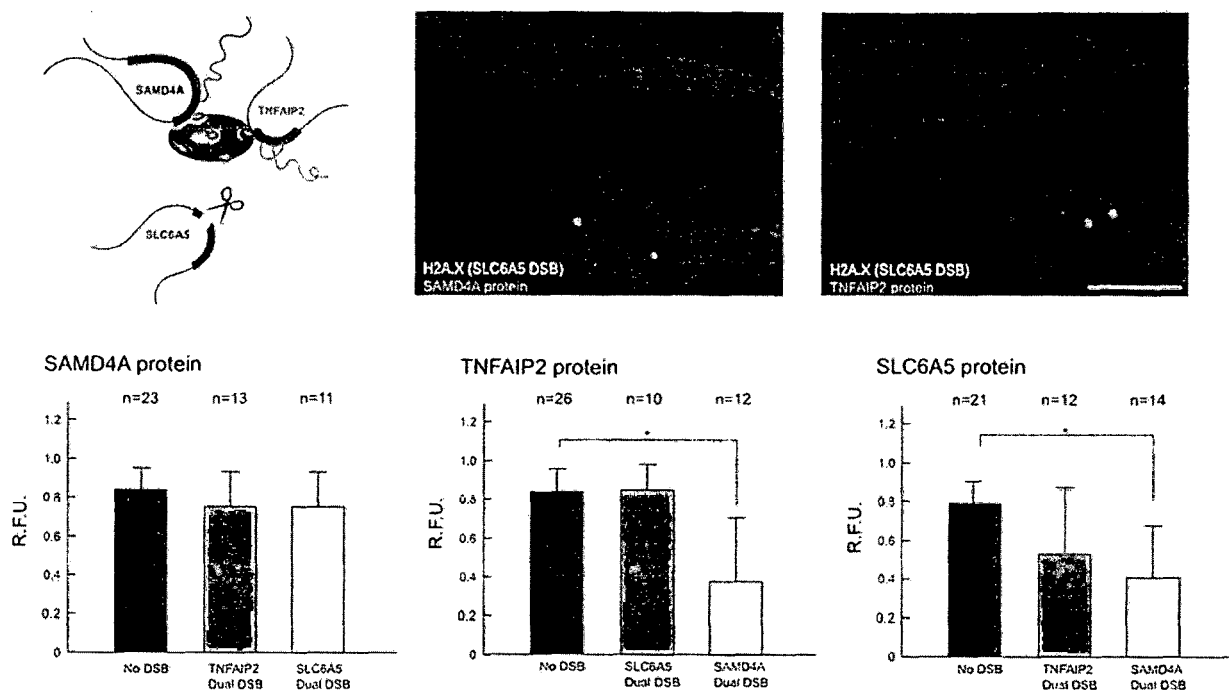 SAMD4A
TNFAIP2
SLC6A5
H2A.X (SLC6A5 DSB)
SAMD4A protein
H2A.X (SLC6A5 DSB)
TNFAIP2 protein
SAMD4A protein
n=23 n=13 n=11
1.2
1.0
0.8
0.6
0.4
0.2
0
R.F.U.
No DSB
TNFAIP2 Dual DSB
SLC6A5 Dual DSB
TNFAIP2 protein
n=26 n=10 n=12
*
1.2
1.0
0.8
0.6
0.4
0.2
0
R.F.U.
No DSB
SLC6A5 Dual DSB
SAMD4A Dual DSB
SLC6A5 protein
n=21 n=12 n=14
*
1.2
1.0
0.8
0.6
0.4
0.2
0
R.F.U.
No DSB
TNFAIP2 Dual DSB
SAMD4A Dual DSB